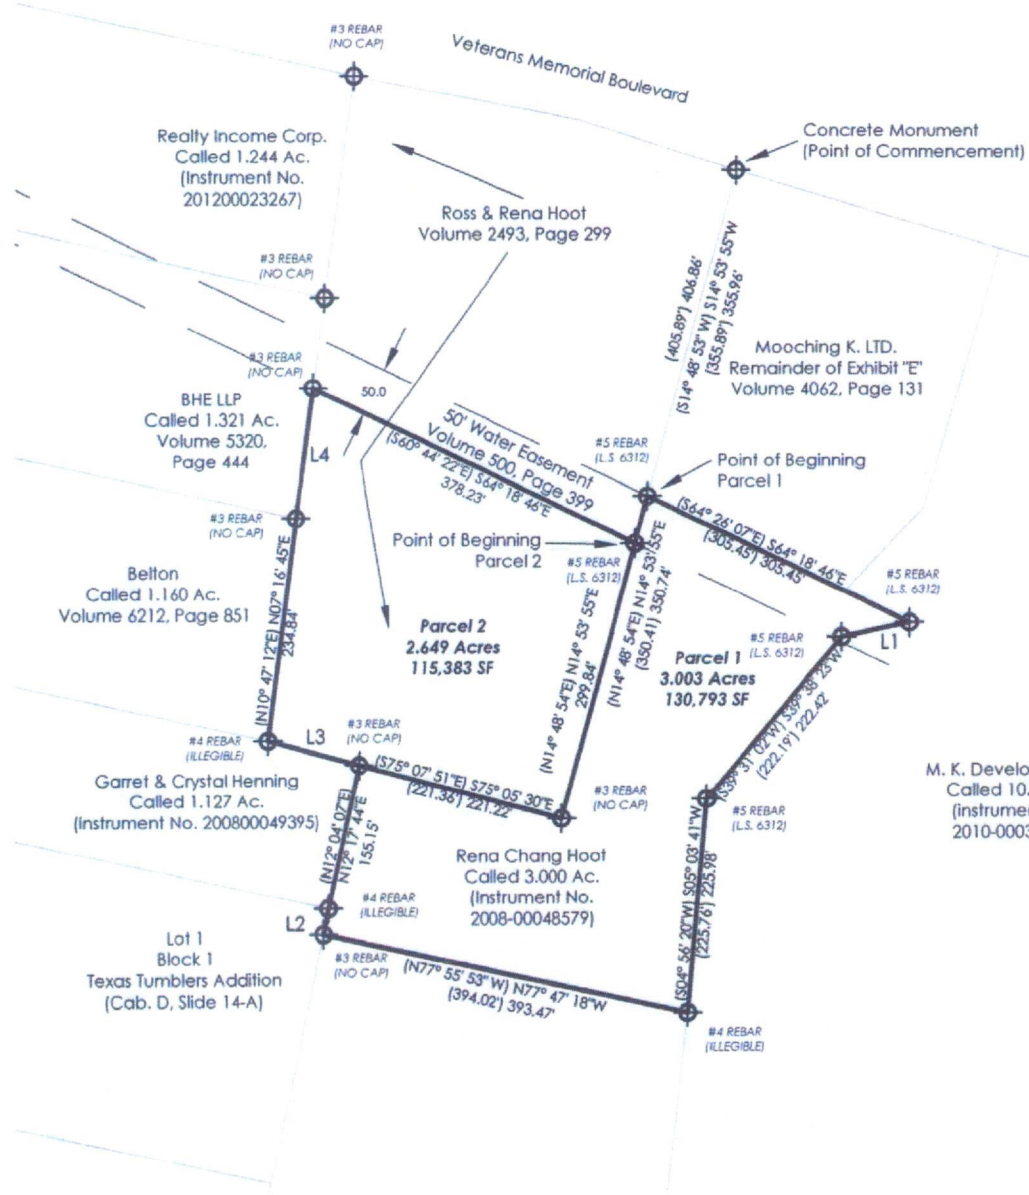 #3 REBAR
(NO CAP)
Veterans Memorial Boulevard
Concrete Monument
(Point of Commencement)
Realty Income Corp.
Called 1.244 Ac.
(Instrument No.
201200023267)
Ross & Rena Hoot
Volume 2493, Page 299
#3 REBAR
(NO CAP)
(405.89') 406.86'
(S14° 48' 53"W) S14° 53' 55"W
(355.89') 355.96'
Mooching K. LTD.
Remainder of Exhibit "E"
Volume 4062, Page 131
#3 REBAR
(NO CAP)
50.0
BHE LLP
Called 1.321 Ac.
Volume 5320,
Page 444
L4
50' Water Easement
Volume 500, Page 399
(S60° 44' 22"E) S64° 18' 46"E
378.23'
#5 REBAR
(L.S. 6312)
Point of Beginning
Parcel 1
(S64° 26' 07"E) S64° 18' 46"E
(305.45') 305.45'
#3 REBAR
(NO CAP)
Point of Beginning
Parcel 2
#5 REBAR
(L.S. 6312)
#5 REBAR
(L.S. 6312)
Belton
Called 1.160 Ac.
Volume 6212, Page 851
(N10° 47' 12"E) N07° 16' 45"E
234.84'
Parcel 2
2.649 Acres
115,383 SF
(N14° 48' 54"E) N14° 53' 55"E
299.84'
(N14° 48' 54"E) N14° 53' 55"E
(350.41) 350.74'
Parcel 1
3.003 Acres
130,793 SF
#5 REBAR
(L.S. 6312)
L1
(S39° 31' 02"W) S39° 38' 23"W
(222.19') 222.42'
#4 REBAR
(ILLEGIBLE)
L3
#3 REBAR
(NO CAP)
(S75° 07' 51"E) S75° 05' 30"E
(221.36') 221.22'
#3 REBAR
(NO CAP)
Garret & Crystal Henning
Called 1.127 Ac.
(Instrument No. 200800049395)
M. K. Develo
Called 10.
(instrumen
2010-0003
#5 REBAR
(L.S. 6312)
(N12° 04' 07"E)
N12° 17' 44"E
155.15'
Rena Chang Hoot
Called 3.000 Ac.
(Instrument No.
2008-00048579)
(S04° 56' 20"W) S05° 03' 41"W
(225.76') 225.98'
#4 REBAR
(ILLEGIBLE)
L2
Lot 1
Block 1
Texas Tumblers Addition
(Cab. D, Slide 14-A)
#3 REBAR
(NO CAP)
(N77° 55' 53"W) N77° 47' 18"W
(394.02') 393.47'
#4 REBAR
(ILLEGIBLE)